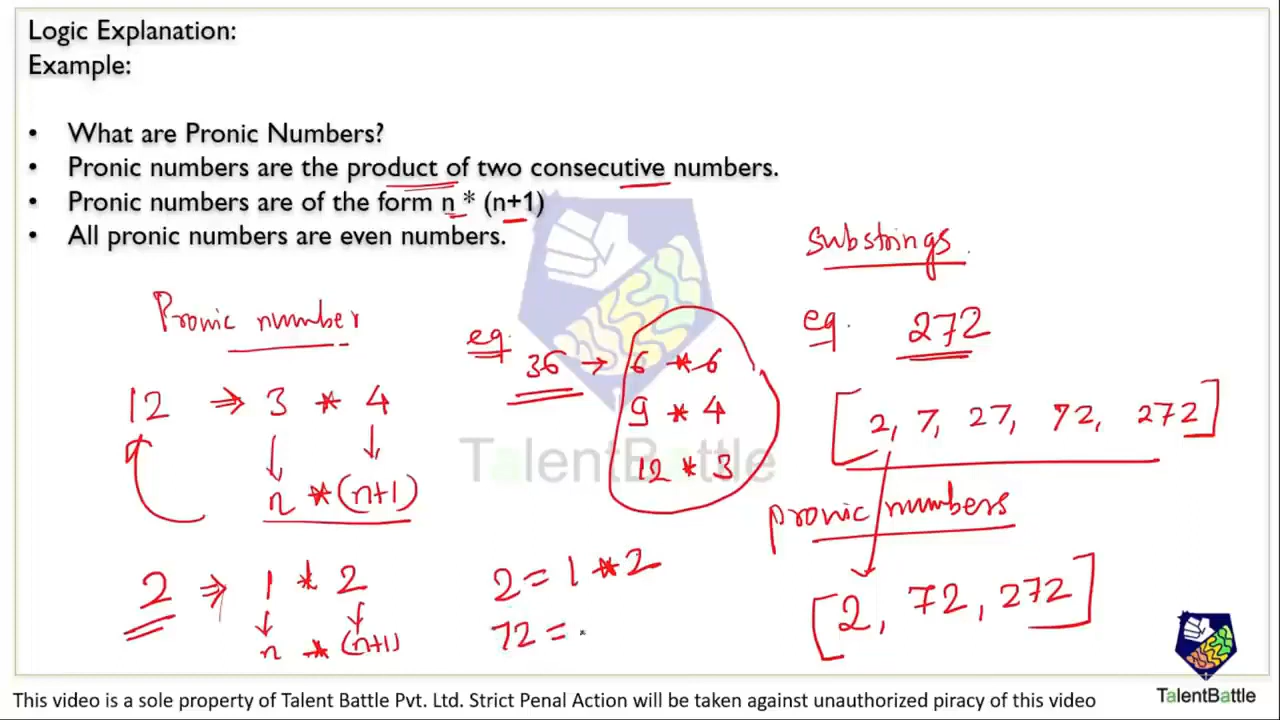 Logic Explanation:
Example:
• What are Pronic Numbers?
• Pronic numbers are the product of two consecutive numbers.
• Pronic numbers are of the form n * (n+1)
• All pronic numbers are even numbers.
Pronic number
12 ⇒ 3 * 4
n * (n+1)
2 ⇒ 1 * 2
n * (n+1)
eg. 36 → 6 * 6
9 * 4
12 * 3
2 = 1 * 2
72 =
substrings
eg. 272
[2, 7, 27, 72, 272]
pronic numbers
[2, 72, 272]
TalentBattle
TalentBattle
This video is a sole property of Talent Battle Pvt. Ltd. Strict Penal Action will be taken against unauthorized piracy of this video